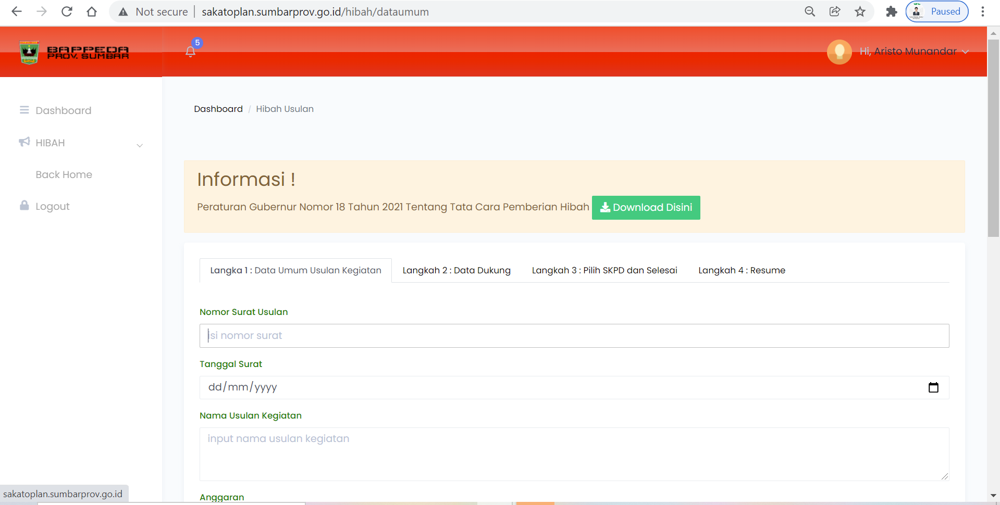 Not secure | sakatoplan.sumbarprov.go.id/hibah/dataumum
Paused
BAPPEDA
PROV. SUMBAR
5
Hi, Aristo Munandar
Dashboard
HIBAH
Back Home
Logout
Dashboard / Hibah Usulan
Informasi !
Peraturan Gubernur Nomor 18 Tahun 2021 Tentang Tata Cara Pemberian Hibah Download Disini
Langka 1 : Data Umum Usulan Kegiatan Langkah 2 : Data Dukung Langkah 3 : Pilih SKPD dan Selesai Langkah 4 : Resume
Nomor Surat Usulan
isi nomor surat
Tanggal Surat
dd/mm/yyyy
Nama Usulan Kegiatan
input nama usulan kegiatan
Anggaran
sakatoplan.sumbarprov.go.id